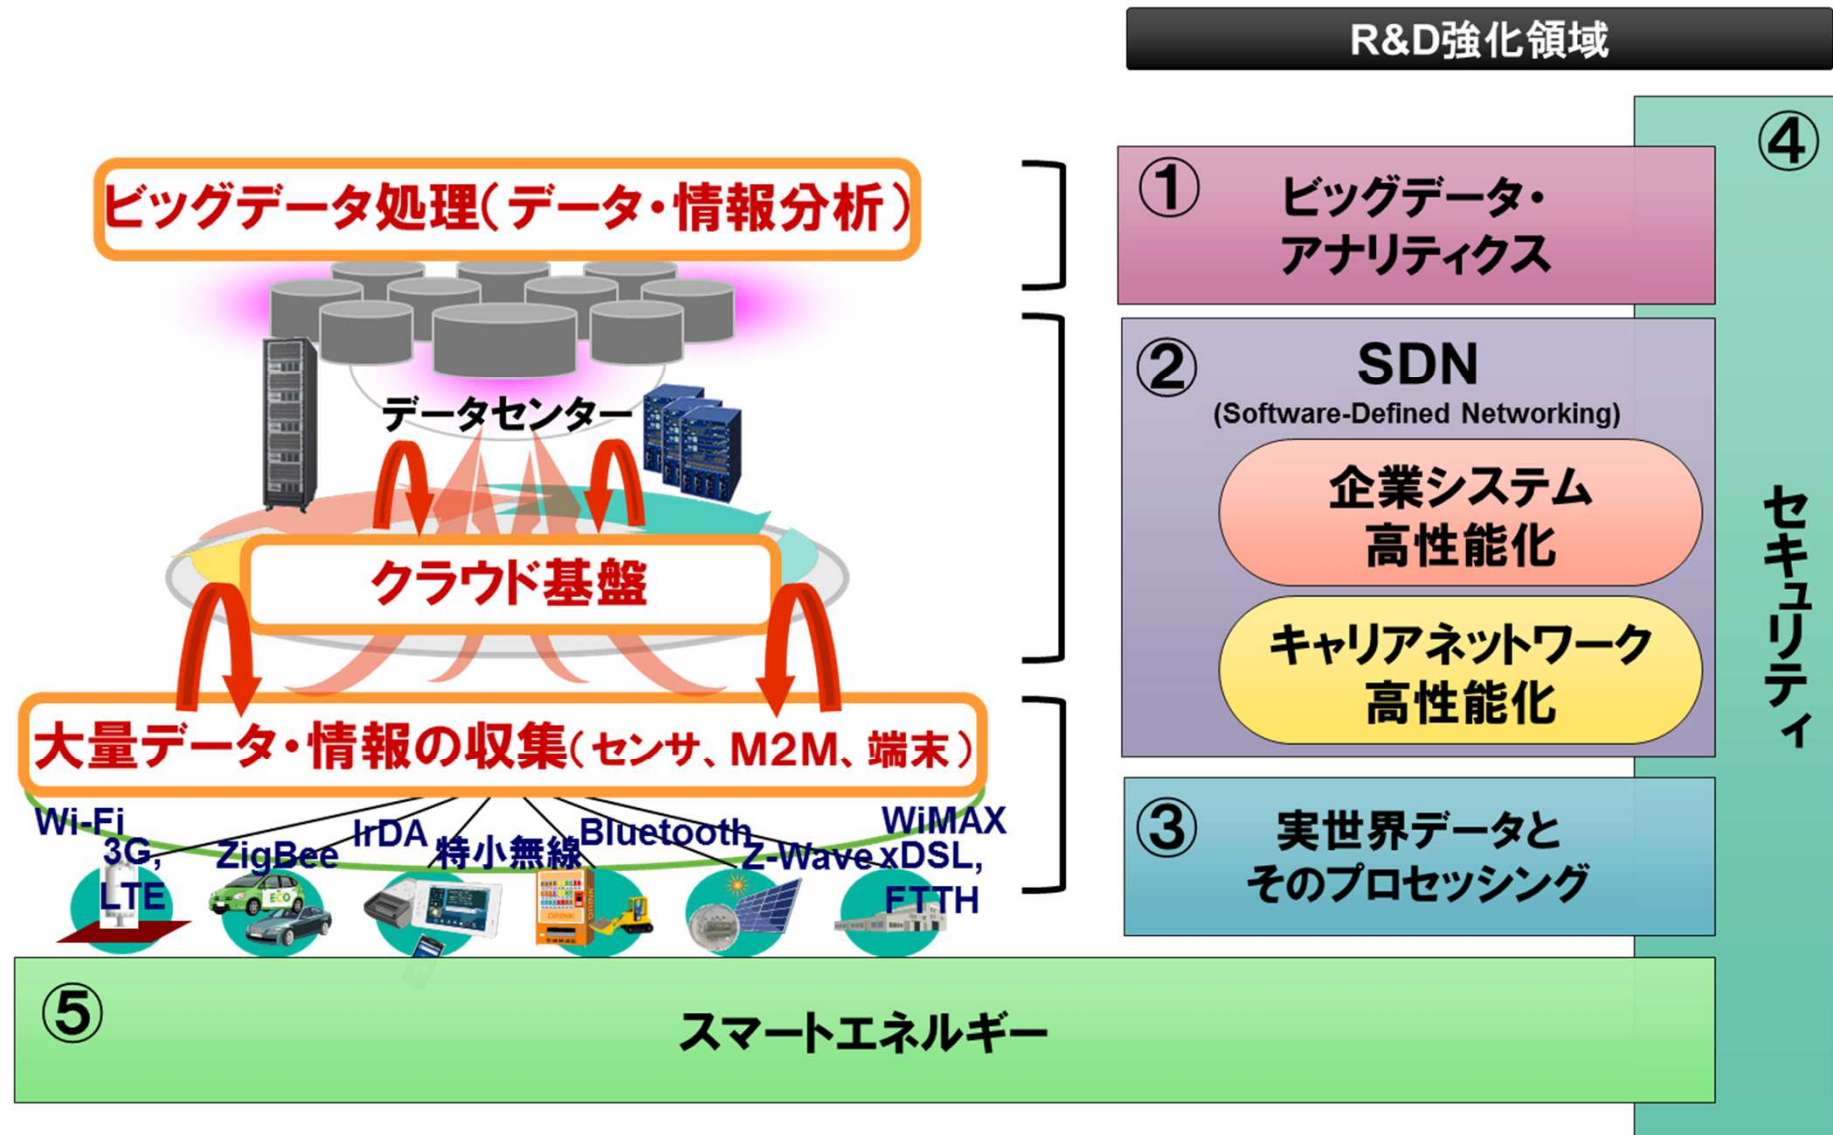 R&D強化領域
ビッグデータ処理(データ・情報分析)
データセンター
クラウド基盤
大量データ・情報の収集(センサ、M2M、端末)
Wi-Fi
3G,
LTE
ZigBee
IrDA
特小無線
Bluetooth
Z-Wave
WiMAX
xDSL,
FTTH
ECO
DRINK
DRINK
①
ビッグデータ・
アナリティクス
②
SDN
(Software-Defined Networking)
企業システム
高性能化
キャリアネットワーク
高性能化
③
実世界データと
そのプロセッシング
④
セキュリティ
⑤
スマートエネルギー